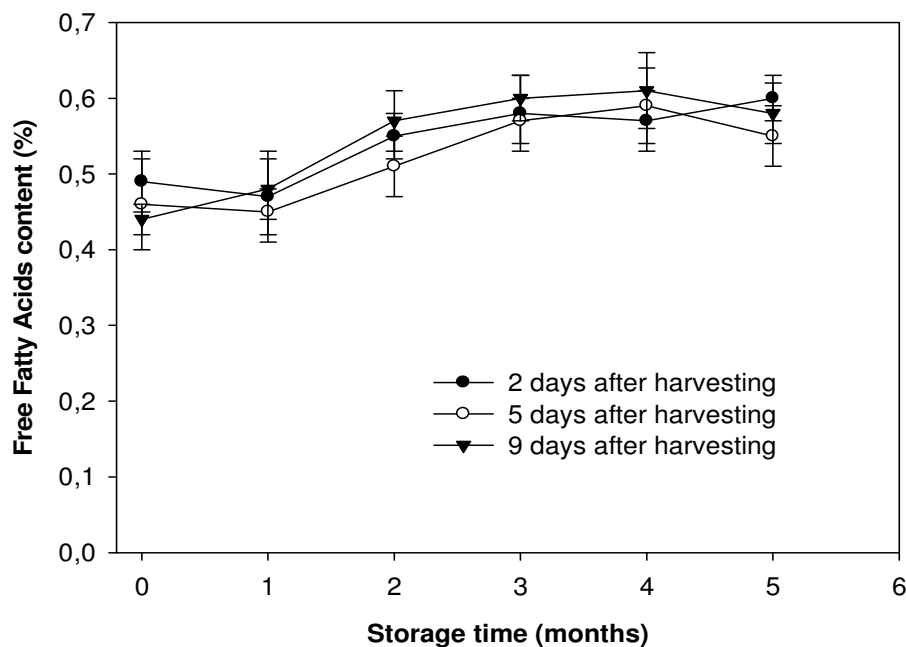 0,7
0,6
0,5
0,4
0,3
0,2
0,1
0,0
Free Fatty Acids content (%)
2 days after harvesting
5 days after harvesting
9 days after harvesting
0 1 2 3 4 5 6
Storage time (months)